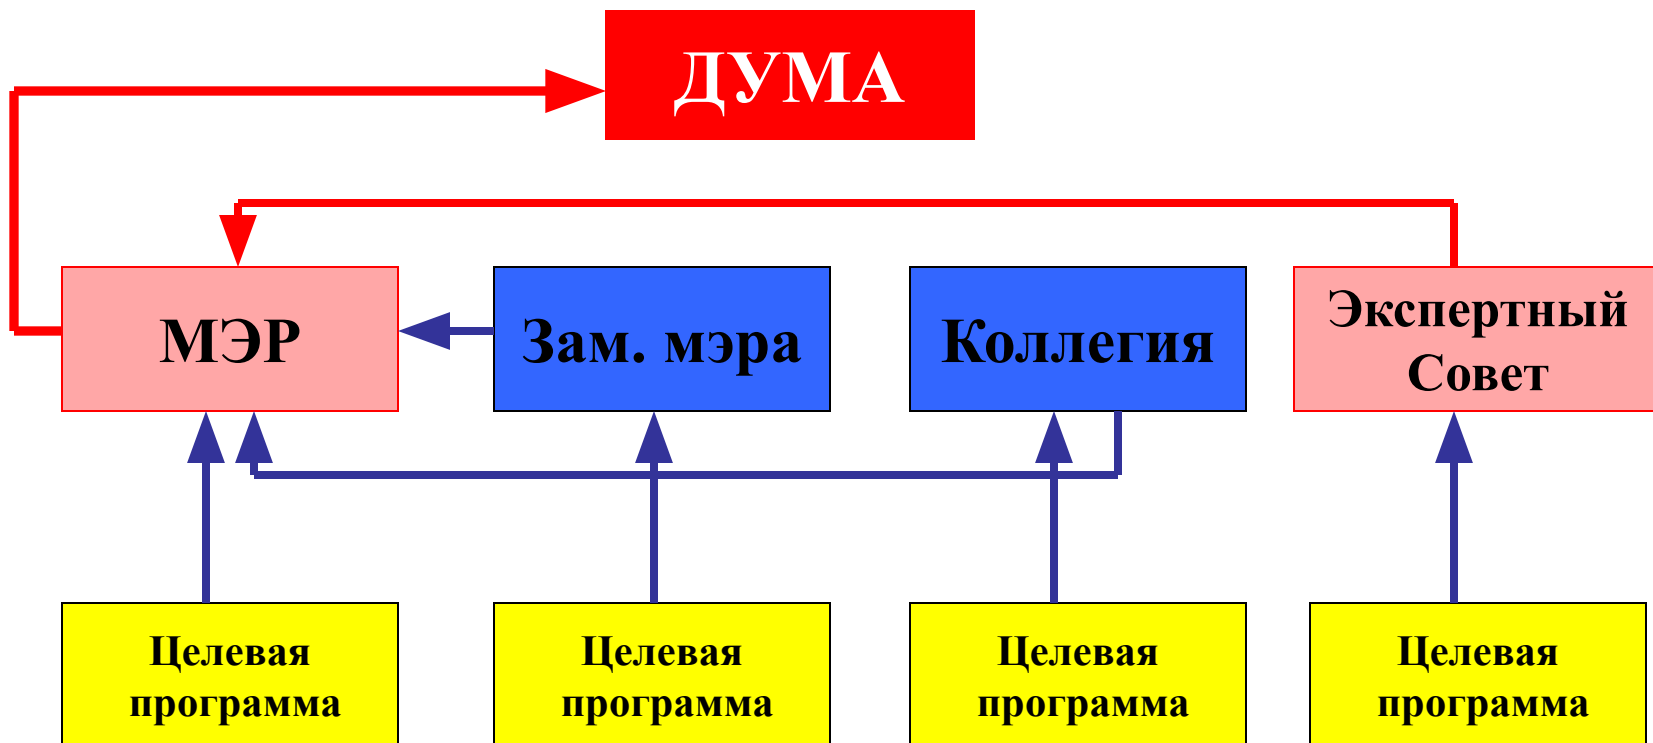 ДУМА
МЭР
Зам. мэра
Коллегия
Экспертный
Совет
Целевая
программа
Целевая
программа
Целевая
программа
Целевая
программа